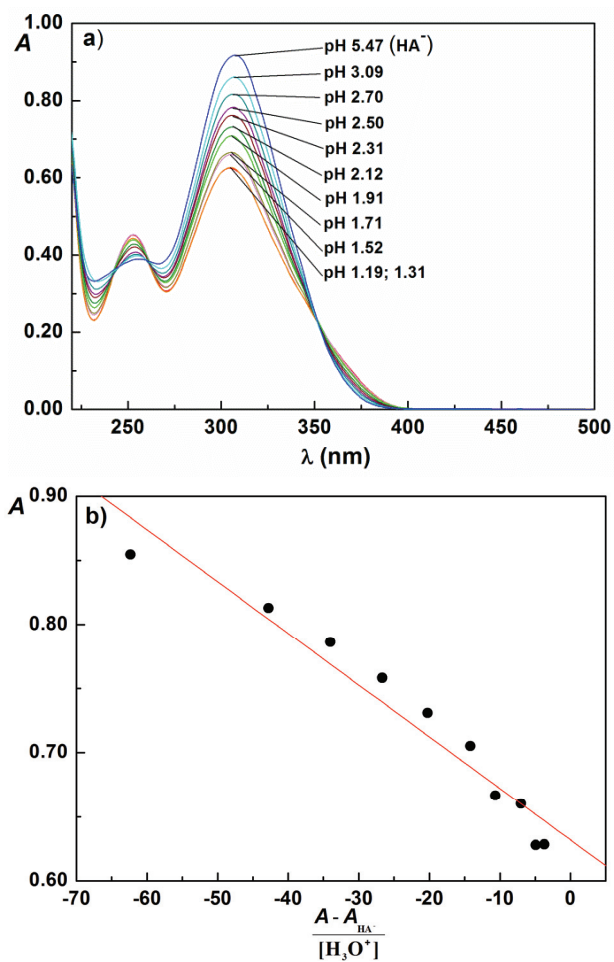 A
a)
1.00
0.80
0.60
0.40
0.20
0.00
pH 5.47 (HA⁻)
pH 3.09
pH 2.70
pH 2.50
pH 2.31
pH 2.12
pH 1.91
pH 1.71
pH 1.52
pH 1.19; 1.31
250 300 350 400 450 500
λ (nm)
A
b)
0.90
0.80
0.70
0.60
-70 -60 -50 -40 -30 -20 -10 0
A - A_HA⁻
[H₃O⁺]